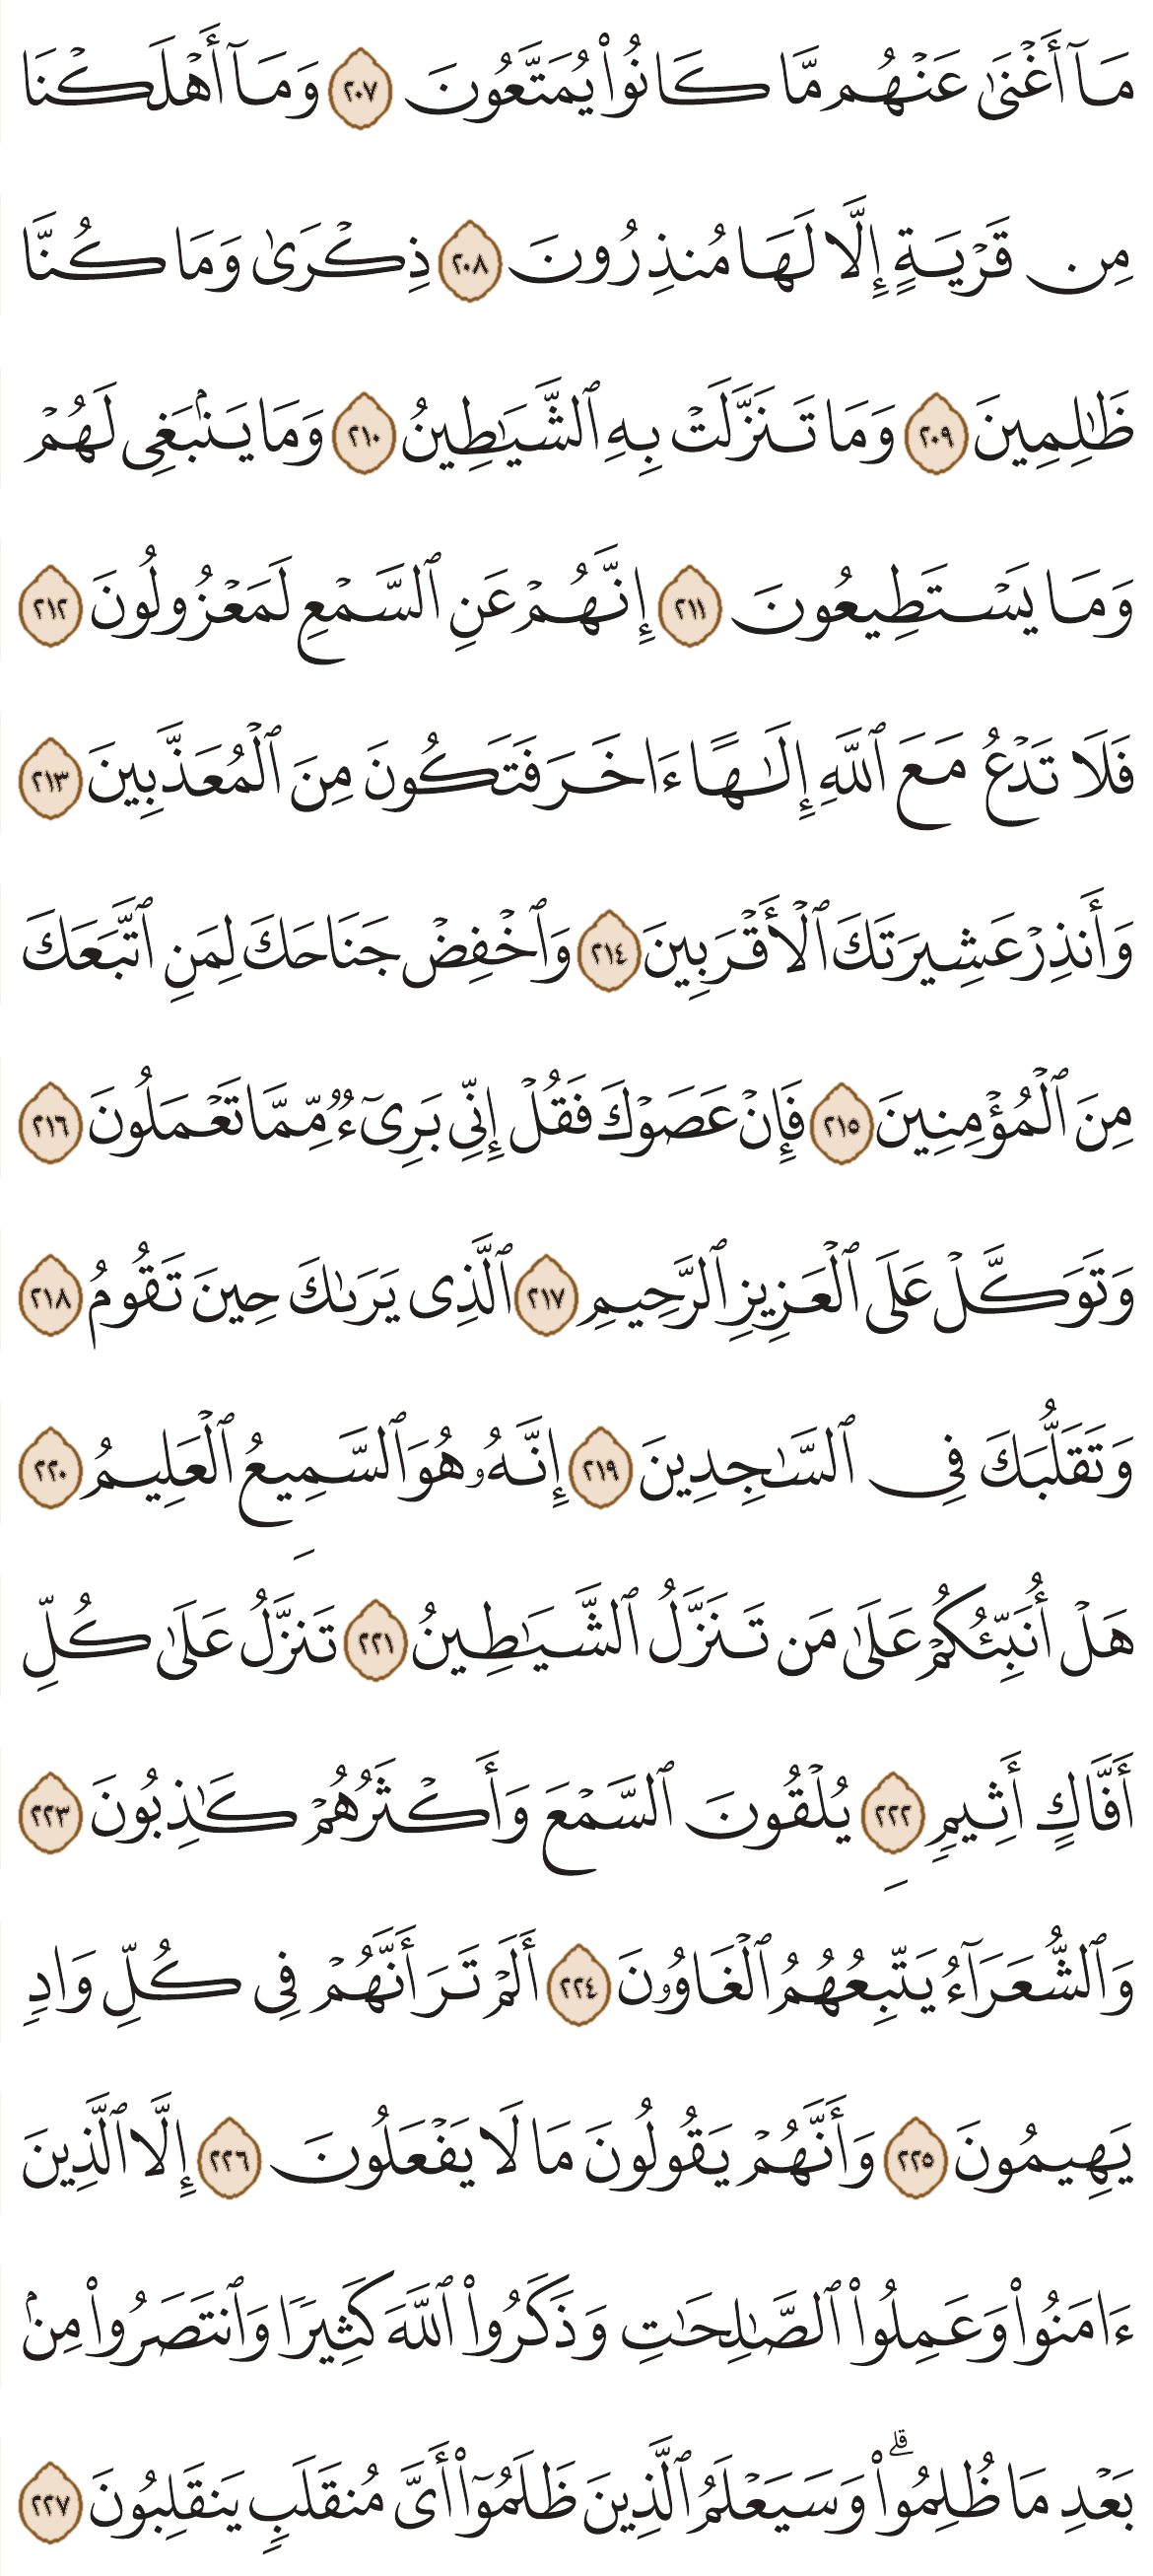 مَآ أَغْنَىٰ عَنْهُم مَّا كَانُوا۟ يُمَتَّعُونَ ٢٠٧ وَمَآ أَهْلَكْنَا
مِن قَرْيَةٍ إِلَّا لَهَا مُنذِرُونَ ٢٠٨ ذِكْرَىٰ وَمَا كُنَّا
ظَٰلِمِينَ ٢٠٩ وَمَا تَنَزَّلَتْ بِهِ ٱلشَّيَٰطِينُ ٢١٠ وَمَا يَنۢبَغِى لَهُمْ
وَمَا يَسْتَطِيعُونَ ٢١١ إِنَّهُمْ عَنِ ٱلسَّمْعِ لَمَعْزُولُونَ ٢١٢
فَلَا تَدْعُ مَعَ ٱللَّهِ إِلَٰهًا ءَاخَرَ فَتَكُونَ مِنَ ٱلْمُعَذَّبِينَ ٢١٣
وَأَنذِرْ عَشِيرَتَكَ ٱلْأَقْرَبِينَ ٢١٤ وَٱخْفِضْ جَنَاحَكَ لِمَنِ ٱتَّبَعَكَ
مِنَ ٱلْمُؤْمِنِينَ ٢١٥ فَإِنْ عَصَوْكَ فَقُلْ إِنِّى بَرِىٓءٌ مِّمَّا تَعْمَلُونَ ٢١٦
وَتَوَكَّلْ عَلَى ٱلْعَزِيزِ ٱلرَّحِيمِ ٢١٧ ٱلَّذِى يَرَىٰكَ حِينَ تَقُومُ ٢١٨
وَتَقَلُّبَكَ فِى ٱلسَّٰجِدِينَ ٢١٩ إِنَّهُۥ هُوَ ٱلسَّمِيعُ ٱلْعَلِيمُ ٢٢٠
هَلْ أُنَبِّئُكُمْ عَلَىٰ مَن تَنَزَّلُ ٱلشَّيَٰطِينُ ٢٢١ تَنَزَّلُ عَلَىٰ كُلِّ
أَفَّاكٍ أَثِيمٍ ٢٢٢ يُلْقُونَ ٱلسَّمْعَ وَأَكْثَرُهُمْ كَٰذِبُونَ ٢٢٣
وَٱلشُّعَرَآءُ يَتَّبِعُهُمُ ٱلْغَاوُۥنَ ٢٢٤ أَلَمْ تَرَ أَنَّهُمْ فِى كُلِّ وَادٍ
يَهِيمُونَ ٢٢٥ وَأَنَّهُمْ يَقُولُونَ مَا لَا يَفْعَلُونَ ٢٢٦ إِلَّا ٱلَّذِينَ
ءَامَنُوا۟ وَعَمِلُوا۟ ٱلصَّٰلِحَٰتِ وَذَكَرُوا۟ ٱللَّهَ كَثِيرًا وَٱنتَصَرُوا۟ مِنۢ
بَعْدِ مَا ظُلِمُوا۟ ۗ وَسَيَعْلَمُ ٱلَّذِينَ ظَلَمُوٓا۟ أَىَّ مُنقَلَبٍ يَنقَلِبُونَ ٢٢٧